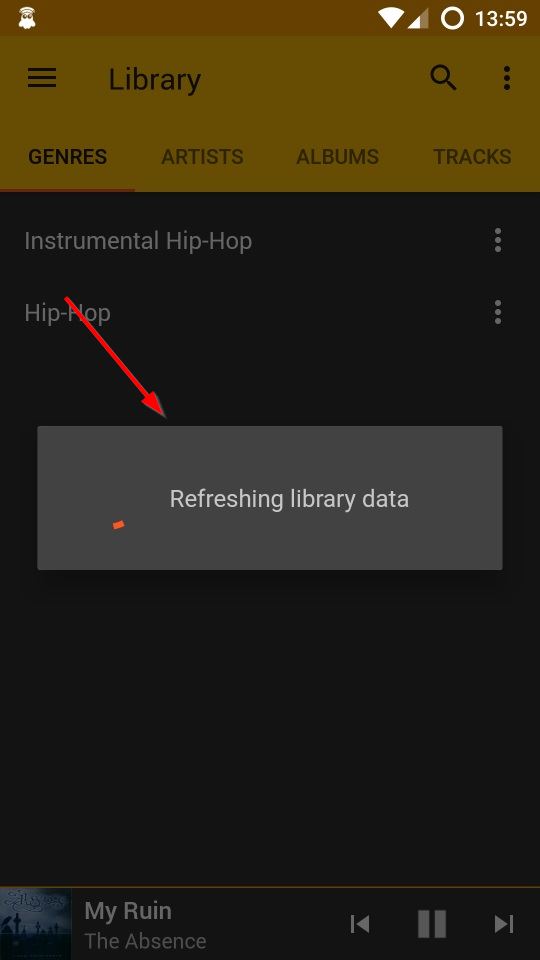 13:59
Library
GENRES ARTISTS ALBUMS TRACKS
Instrumental Hip-Hop
Hip-Hop
Refreshing library data
My Ruin
The Absence